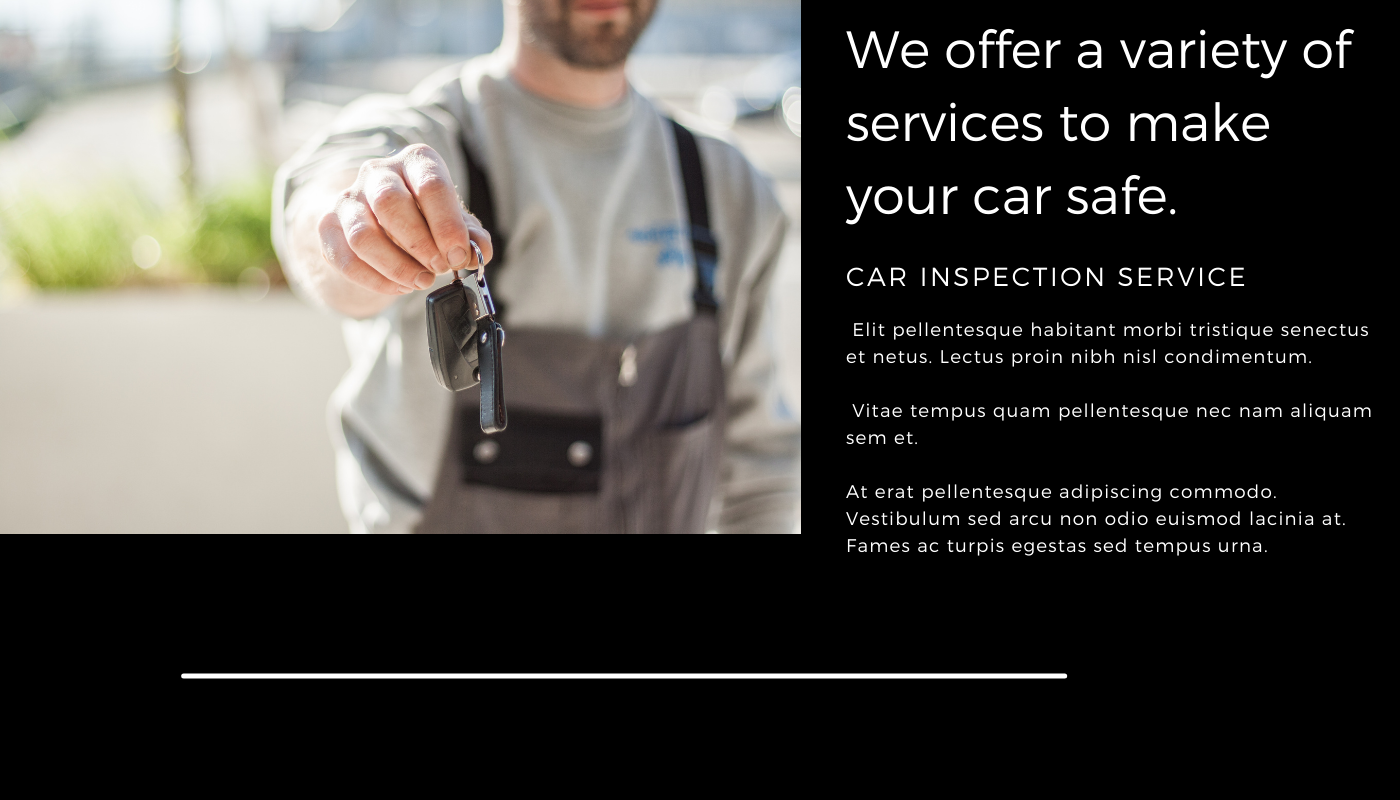 We offer a variety of
services to make
your car safe.
CAR INSPECTION SERVICE
Elit pellentesque habitant morbi tristique senectus
et netus. Lectus proin nibh nisl condimentum.
Vitae tempus quam pellentesque nec nam aliquam
sem et.
At erat pellentesque adipiscing commodo.
Vestibulum sed arcu non odio euismod lacinia at.
Fames ac turpis egestas sed tempus urna.